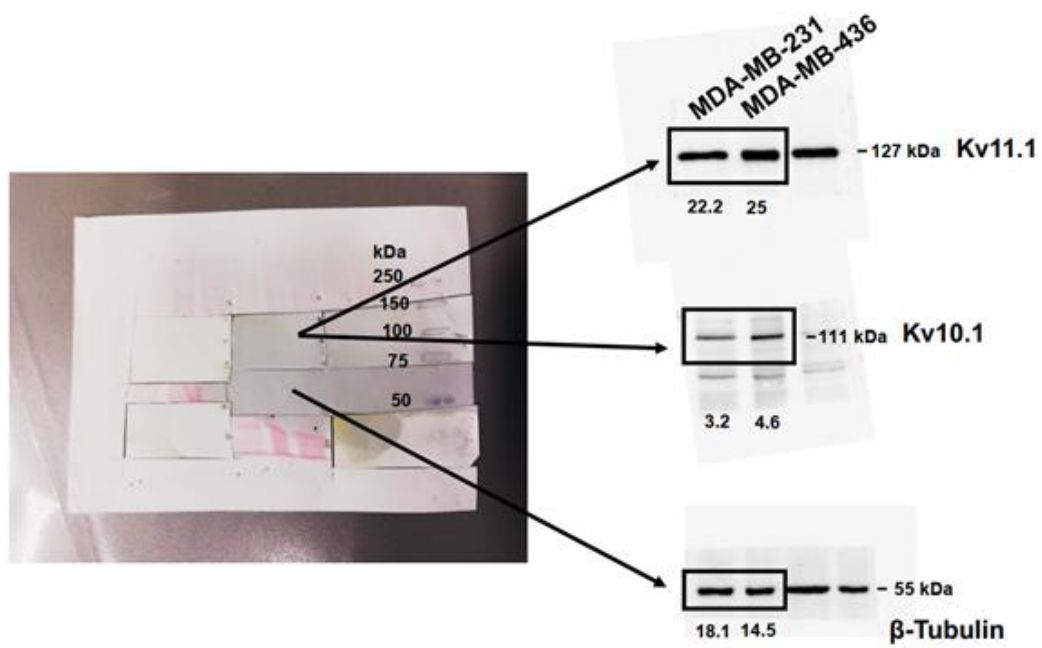 MDA-MB-231
MDA-MB-436
127 kDa Kv11.1
22.2 25
kDa
250
150
100
75
50
111 kDa Kv10.1
3.2 4.6
55 kDa
18.1 14.5
β-Tubulin